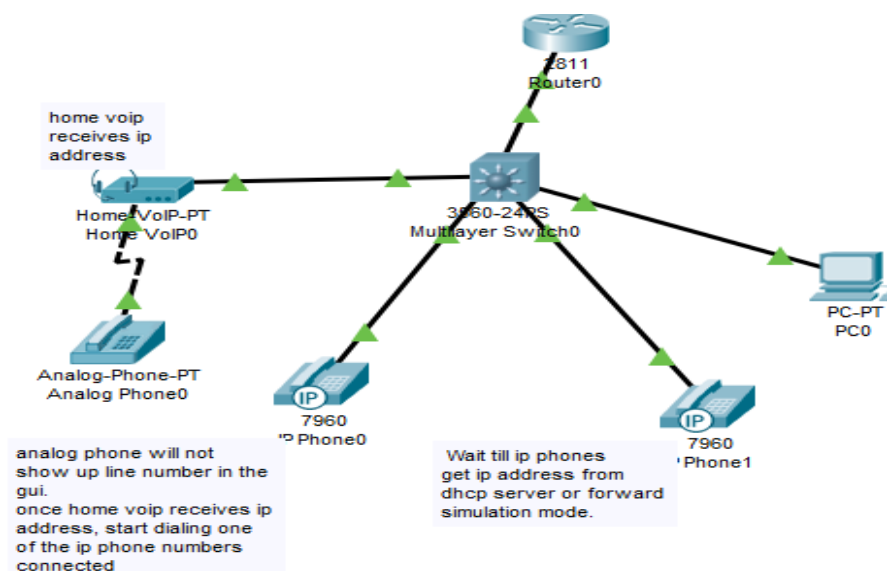 2811
Router0
home voip
receives ip
address
Home-VoIP-PT
Home VoIP0
3560-24PS
Multilayer Switch0
PC-PT
PC0
Analog-Phone-PT
Analog Phone0
IP
7960
IP Phone0
IP
7960
IP Phone1
analog phone will not
show up line number in the
gui.
once home voip receives ip
address, start dialing one
of the ip phone numbers
connected
Wait till ip phones
get ip address from
dhcp server or forward
simulation mode.